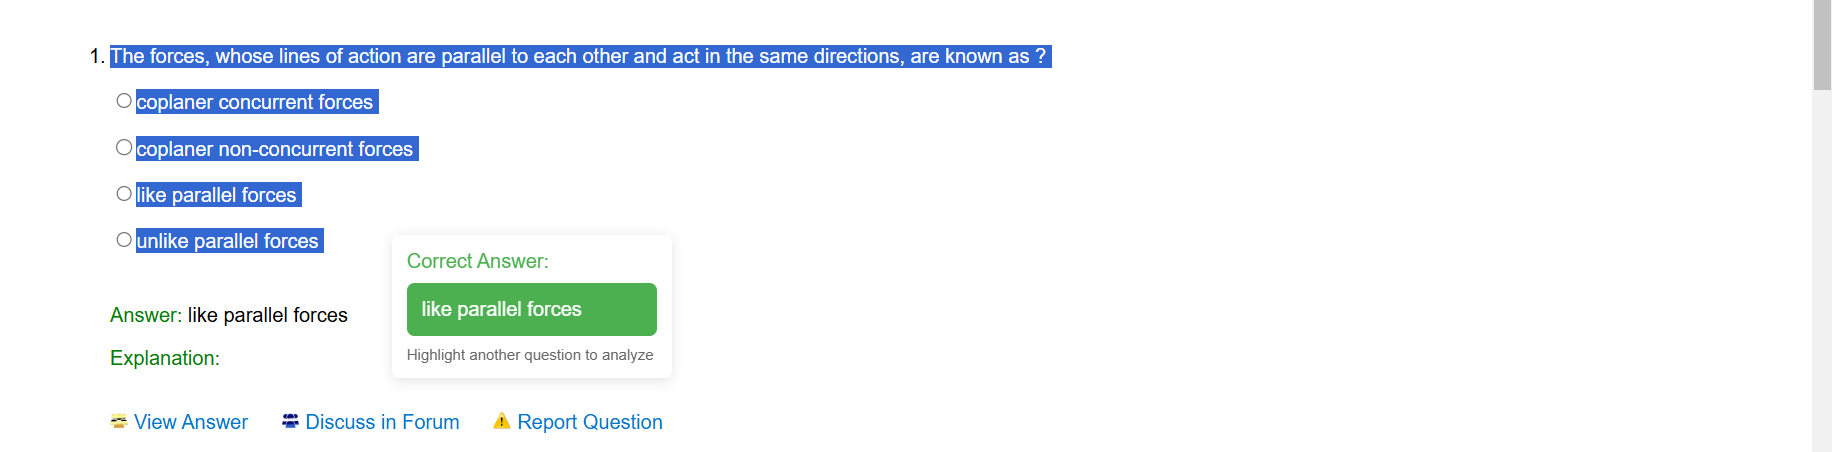 1. The forces, whose lines of action are parallel to each other and act in the same directions, are known as ?
coplaner concurrent forces
coplaner non-concurrent forces
like parallel forces
unlike parallel forces
Correct Answer:
like parallel forces
Highlight another question to analyze
Answer: like parallel forces
Explanation:
View Answer Discuss in Forum Report Question